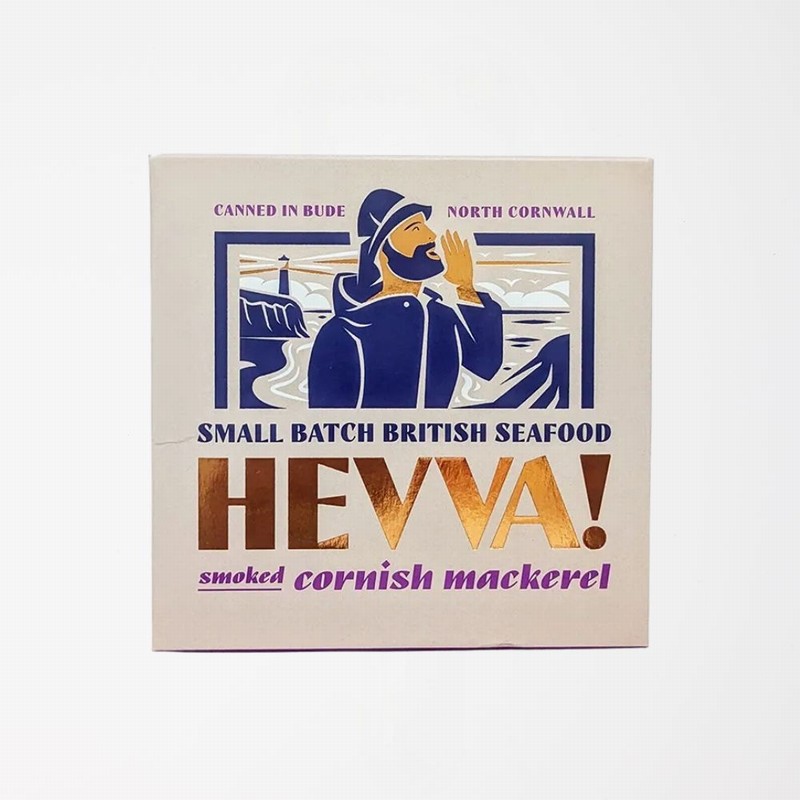 CANNED IN BUDE NORTH CORNWALL
SMALL BATCH BRITISH SEAFOOD
HEVVA!
smoked cornish mackerel